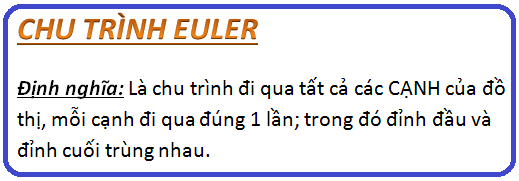 CHU TRÌNH EULER
Định nghĩa: Là chu trình đi qua tất cả các CẠNH của đồ
thị, mỗi cạnh đi qua đúng 1 lần; trong đó đỉnh đầu và
đỉnh cuối trùng nhau.